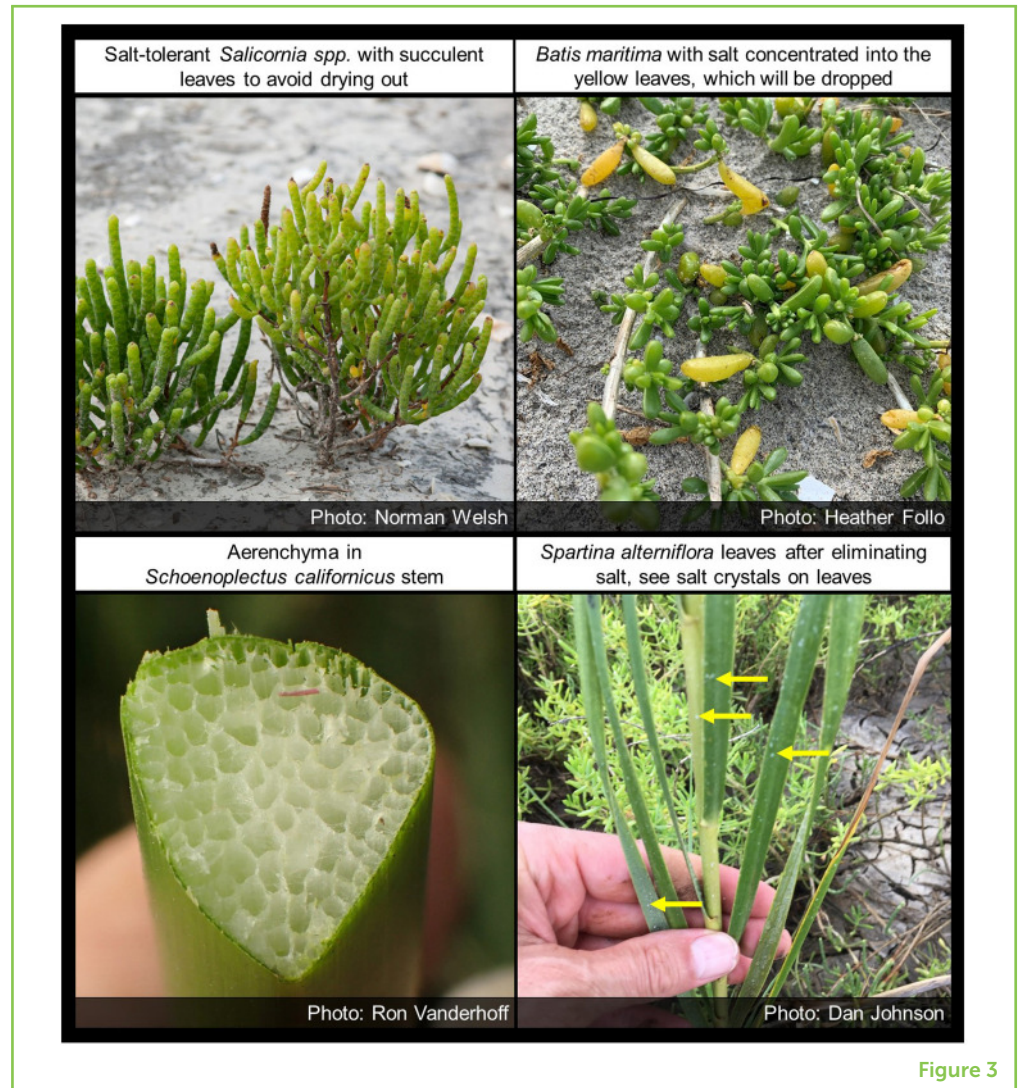 Salt-tolerant Salicornia spp. with succulent
leaves to avoid drying out
Batis maritima with salt concentrated into the
yellow leaves, which will be dropped
Photo: Norman Welsh
Photo: Heather Follo
Aerenchyma in
Schoenoplectus californicus stem
Spartina alterniflora leaves after eliminating
salt, see salt crystals on leaves
Photo: Ron Vanderhoff
Photo: Dan Johnson
Figure 3